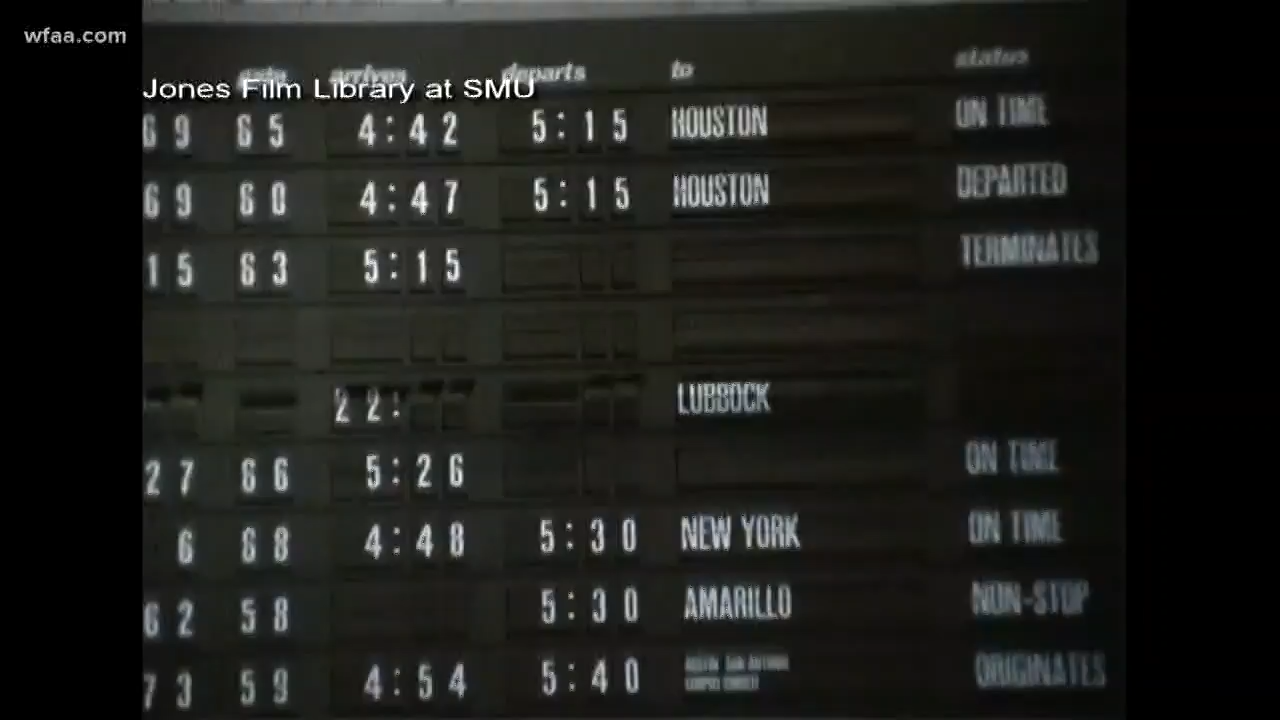 wfaa.com
gate arrives departs to status
Jones Film Library at SMU
69 65 4:42 5:15 HOUSTON ON TIME
69 60 4:47 5:15 HOUSTON DEPARTED
15 63 5:15 TERMINATES
22: LUBBOCK
27 66 5:26 ON TIME
6 68 4:48 5:30 NEW YORK ON TIME
62 58 5:30 AMARILLO NON-STOP
73 59 4:54 5:40 ORIGINATES